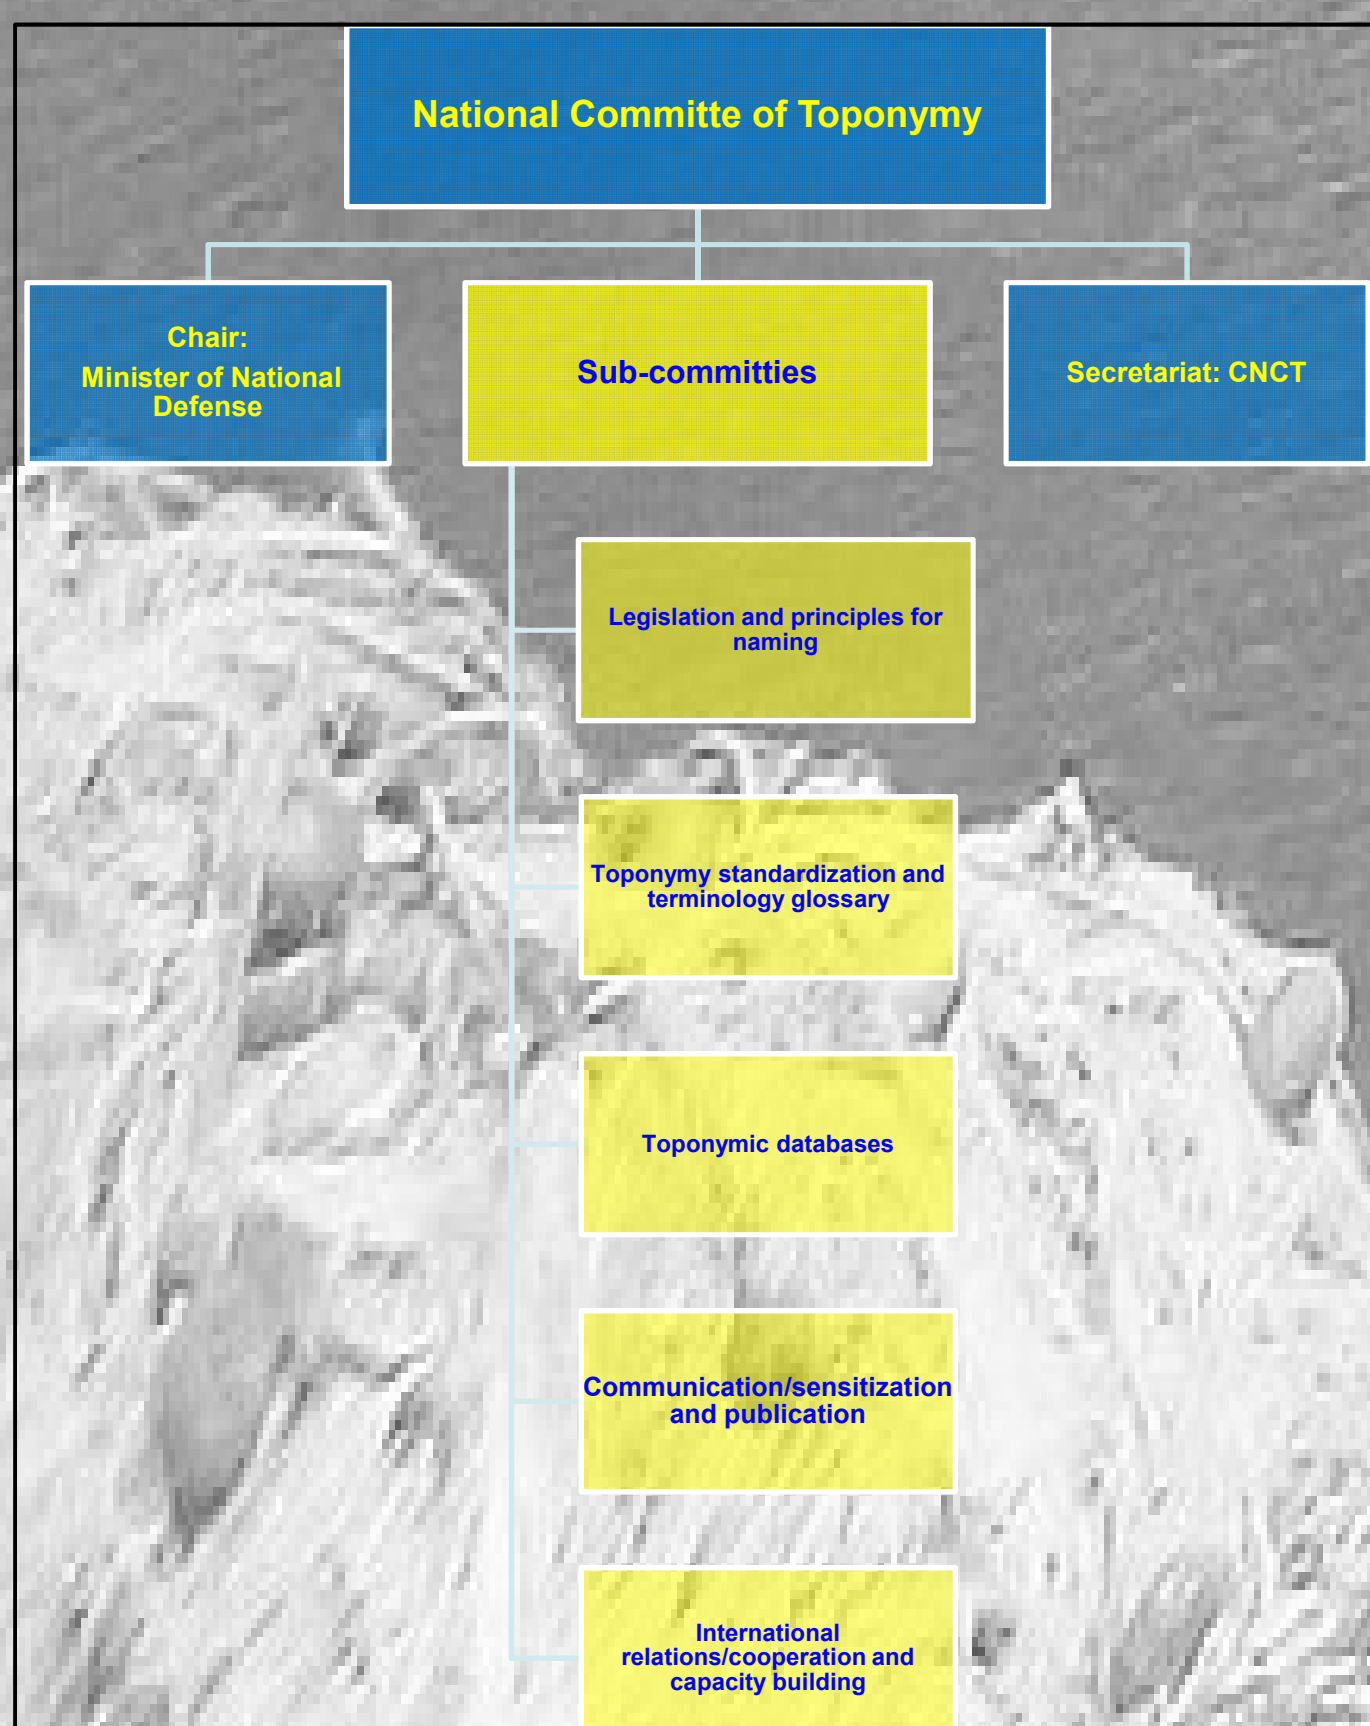 National Committe of Toponymy
Chair:
Minister of National
Defense
Sub-committies
Secretariat: CNCT
Legislation and principles for
naming
Toponymy standardization and
terminology glossary
Toponymic databases
Communication/sensitization
and publication
International
relations/cooperation and
capacity building